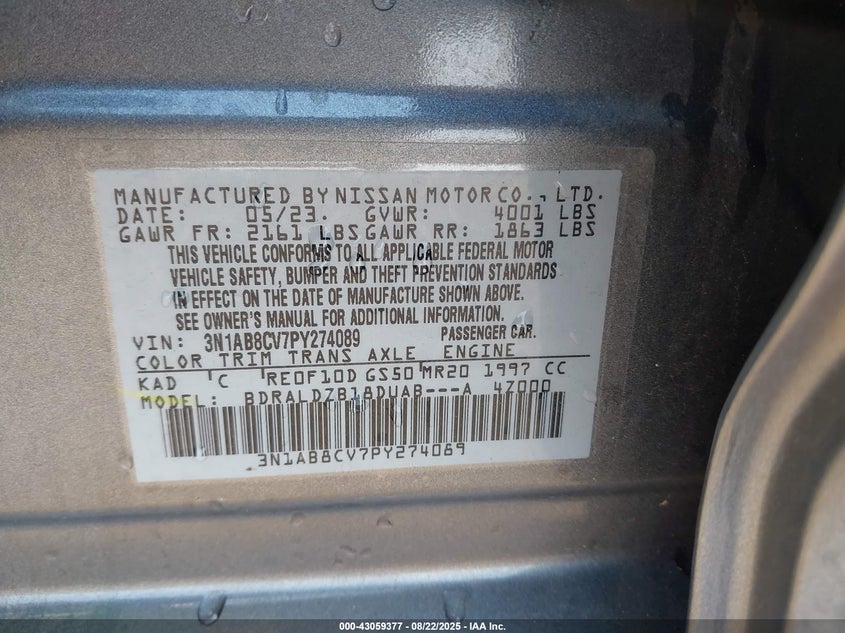 MANUFACTURED BY NISSAN MOTOR CO., LTD.
DATE: 05/23. GVWR: 4001 LBS
GAWR FR: 2161 LBS GAWR RR: 1863 LBS
THIS VEHICLE CONFORMS TO ALL APPLICABLE FEDERAL MOTOR
VEHICLE SAFETY, BUMPER AND THEFT PREVENTION STANDARDS
IN EFFECT ON THE DATE OF MANUFACTURE SHOWN ABOVE.
SEE OWNER'S MANUAL FOR ADDITIONAL INFORMATION.
VIN: 3N1AB8CV7PY274089 PASSENGER CAR.
COLOR TRIM TRANS AXLE ENGINE
KAD C RE0F10D GS50 MR20 1997 CC
MODEL: BDRALDZB18DUAB---A 4Z000
3N1AB8CV7PY274089
000-43059377 - 08/22/2025 - IAA Inc.